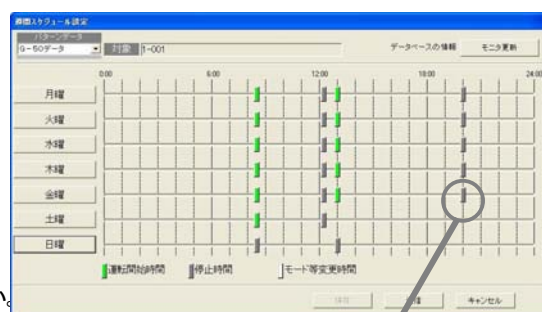 週間スケジュール設定
パターンデータ
G-50データ 対象 1-001 データベースの情報 モニタ更新
0:00 6:00 12:00 18:00 24:00
月曜
火曜
水曜
木曜
金曜
土曜
日曜
運転開始時間 停止時間 モード等変更時間
キャンセル
い。